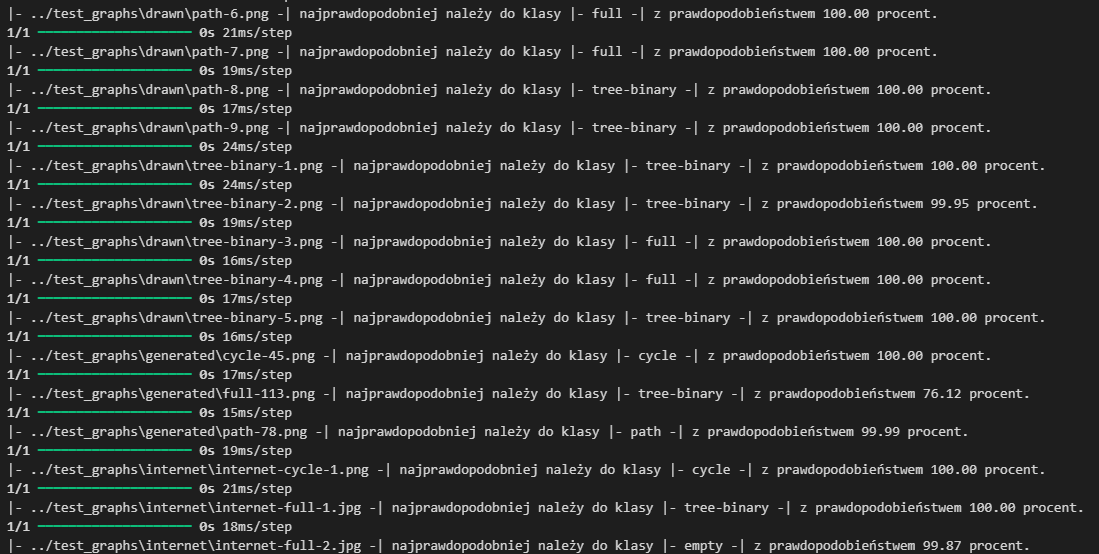 |- ../test_graphs\drawn\path-6.png -| najprawdopodobniej należy do klasy |- full -| z prawdopodobieństwem 100.00 procent.
1/1 ━━━━━━━━━━━━━━━━━━━━ 0s 21ms/step
|- ../test_graphs\drawn\path-7.png -| najprawdopodobniej należy do klasy |- full -| z prawdopodobieństwem 100.00 procent.
1/1 ━━━━━━━━━━━━━━━━━━━━ 0s 19ms/step
|- ../test_graphs\drawn\path-8.png -| najprawdopodobniej należy do klasy |- tree-binary -| z prawdopodobieństwem 100.00 procent.
1/1 ━━━━━━━━━━━━━━━━━━━━ 0s 17ms/step
|- ../test_graphs\drawn\path-9.png -| najprawdopodobniej należy do klasy |- tree-binary -| z prawdopodobieństwem 100.00 procent.
1/1 ━━━━━━━━━━━━━━━━━━━━ 0s 24ms/step
|- ../test_graphs\drawn\tree-binary-1.png -| najprawdopodobniej należy do klasy |- tree-binary -| z prawdopodobieństwem 100.00 procent.
1/1 ━━━━━━━━━━━━━━━━━━━━ 0s 24ms/step
|- ../test_graphs\drawn\tree-binary-2.png -| najprawdopodobniej należy do klasy |- tree-binary -| z prawdopodobieństwem 99.95 procent.
1/1 ━━━━━━━━━━━━━━━━━━━━ 0s 19ms/step
|- ../test_graphs\drawn\tree-binary-3.png -| najprawdopodobniej należy do klasy |- full -| z prawdopodobieństwem 100.00 procent.
1/1 ━━━━━━━━━━━━━━━━━━━━ 0s 16ms/step
|- ../test_graphs\drawn\tree-binary-4.png -| najprawdopodobniej należy do klasy |- full -| z prawdopodobieństwem 100.00 procent.
1/1 ━━━━━━━━━━━━━━━━━━━━ 0s 17ms/step
|- ../test_graphs\drawn\tree-binary-5.png -| najprawdopodobniej należy do klasy |- tree-binary -| z prawdopodobieństwem 100.00 procent.
1/1 ━━━━━━━━━━━━━━━━━━━━ 0s 16ms/step
|- ../test_graphs\generated\cycle-45.png -| najprawdopodobniej należy do klasy |- cycle -| z prawdopodobieństwem 100.00 procent.
1/1 ━━━━━━━━━━━━━━━━━━━━ 0s 17ms/step
|- ../test_graphs\generated\full-113.png -| najprawdopodobniej należy do klasy |- tree-binary -| z prawdopodobieństwem 76.12 procent.
1/1 ━━━━━━━━━━━━━━━━━━━━ 0s 15ms/step
|- ../test_graphs\generated\path-78.png -| najprawdopodobniej należy do klasy |- path -| z prawdopodobieństwem 99.99 procent.
1/1 ━━━━━━━━━━━━━━━━━━━━ 0s 19ms/step
|- ../test_graphs\internet\internet-cycle-1.png -| najprawdopodobniej należy do klasy |- cycle -| z prawdopodobieństwem 100.00 procent.
1/1 ━━━━━━━━━━━━━━━━━━━━ 0s 21ms/step
|- ../test_graphs\internet\internet-full-1.jpg -| najprawdopodobniej należy do klasy |- tree-binary -| z prawdopodobieństwem 100.00 procent.
1/1 ━━━━━━━━━━━━━━━━━━━━ 0s 18ms/step
|- ../test_graphs\internet\internet-full-2.jpg -| najprawdopodobniej należy do klasy |- empty -| z prawdopodobieństwem 99.87 procent.